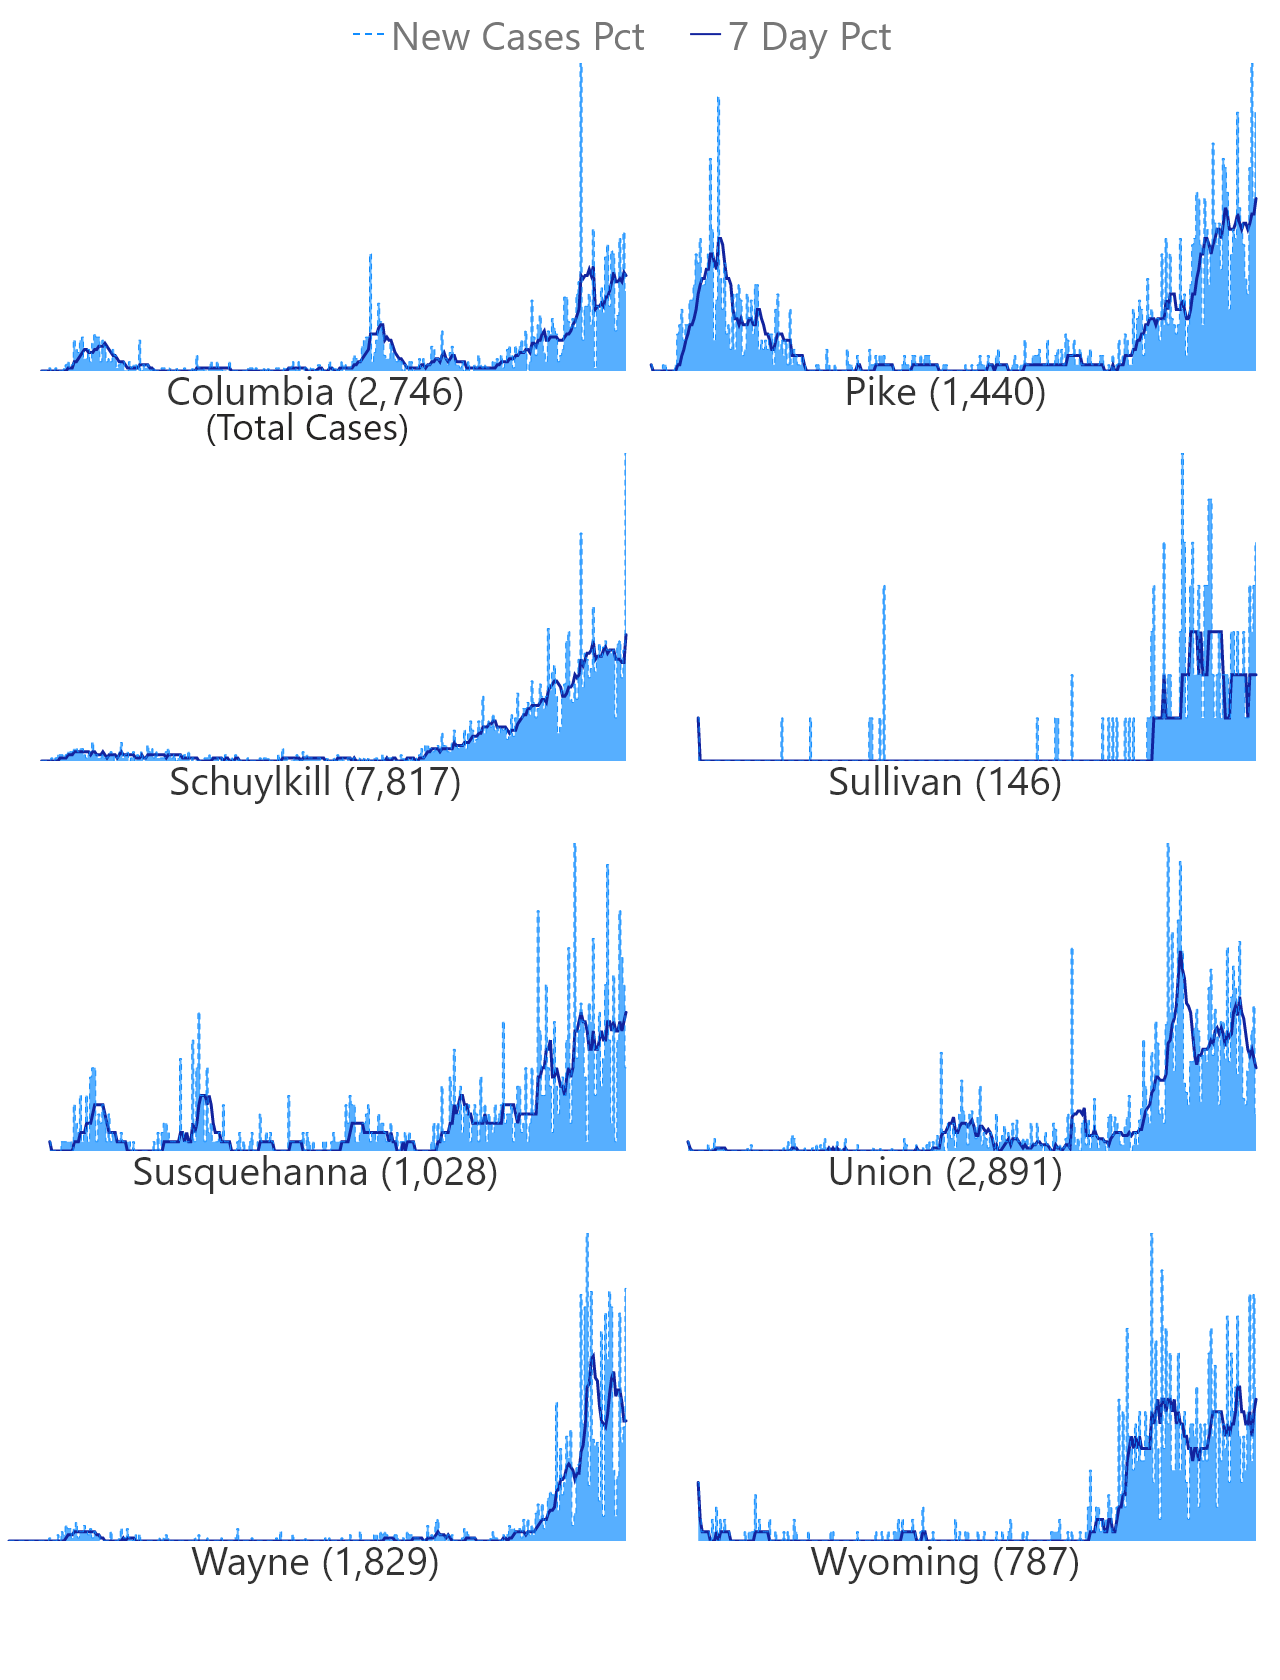 New Cases Pct 7 Day Pct
Columbia (2,746) Pike (1,440)
(Total Cases)
Schuylkill (7,817) Sullivan (146)
Susquehanna (1,028) Union (2,891)
Wayne (1,829) Wyoming (787)